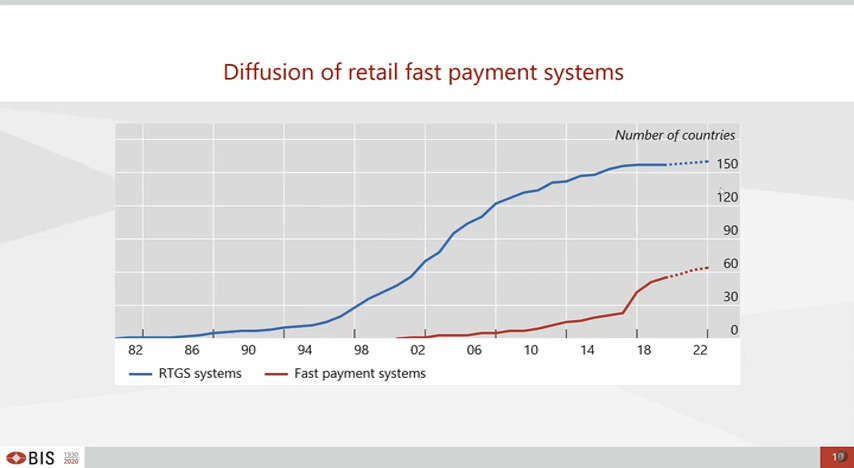 Diffusion of retail fast payment systems
Number of countries
150
120
90
60
30
0
82 86 90 94 98 02 06 10 14 18 22
RTGS systems Fast payment systems
BIS 1930
2020